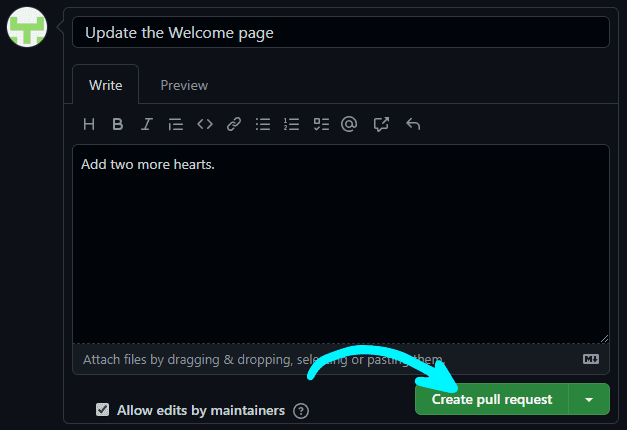 Update the Welcome page
Write Preview
H B I @
Add two more hearts.
Attach files by dragging & dropping, selecting or pasting them.
M↓
Allow edits by maintainers ?
Create pull request